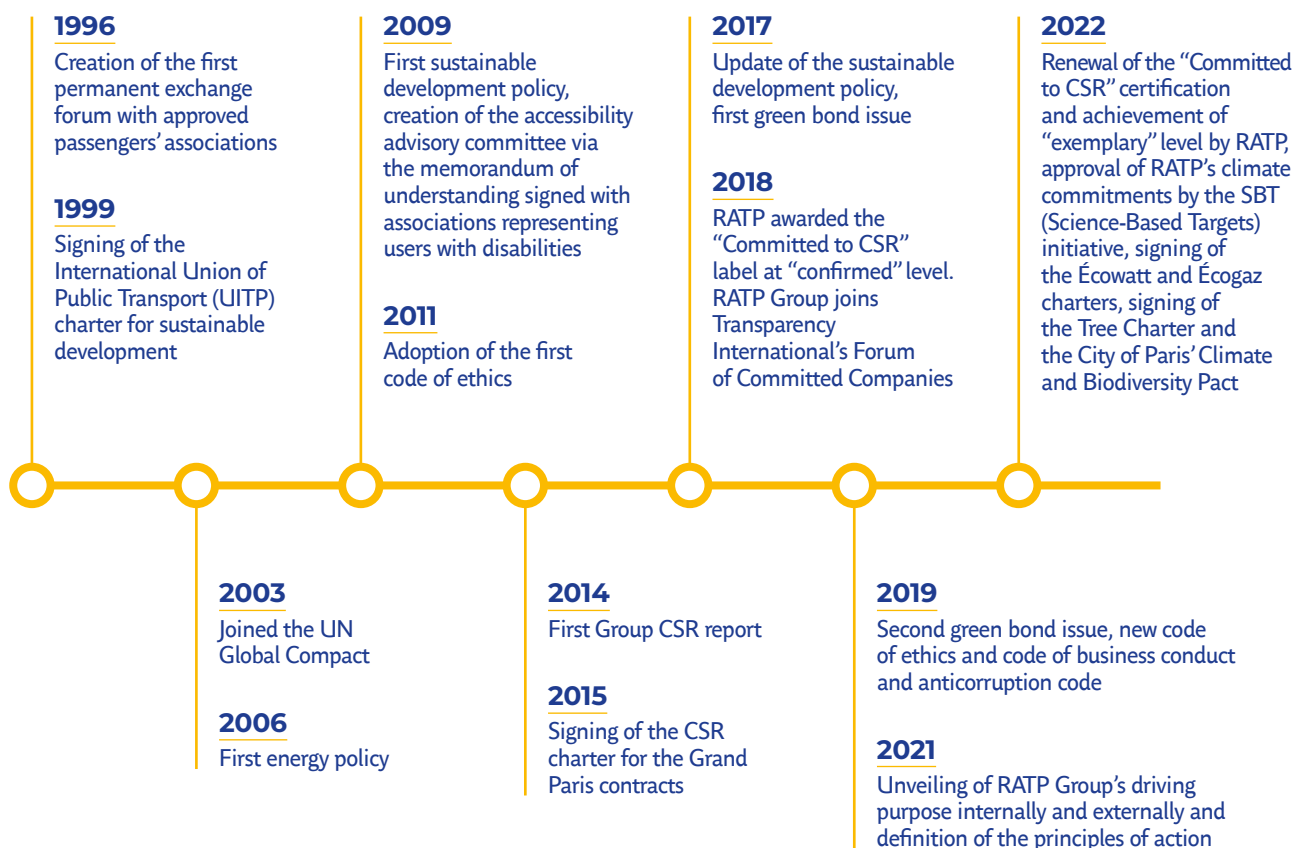 1996
Creation of the first
permanent exchange
forum with approved
passengers’ associations
1999
Signing of the
International Union of
Public Transport (UITP)
charter for sustainable
development
2009
First sustainable
development policy,
creation of the accessibility
advisory committee via
the memorandum of
understanding signed with
associations representing
users with disabilities
2011
Adoption of the first
code of ethics
2017
Update of the sustainable
development policy,
first green bond issue
2018
RATP awarded the
“Committed to CSR”
label at “confirmed” level.
RATP Group joins
Transparency
International’s Forum
of Committed Companies
2022
Renewal of the “Committed
to CSR” certification
and achievement of
“exemplary” level by RATP,
approval of RATP’s climate
commitments by the SBT
(Science-Based Targets)
initiative, signing of
the Écowatt and Écogaz
charters, signing of
the Tree Charter and
the City of Paris’ Climate
and Biodiversity Pact
2003
Joined the UN
Global Compact
2006
First energy policy
2014
First Group CSR report
2015
Signing of the CSR
charter for the Grand
Paris contracts
2019
Second green bond issue, new code
of ethics and code of business conduct
and anticorruption code
2021
Unveiling of RATP Group’s driving
purpose internally and externally and
definition of the principles of action